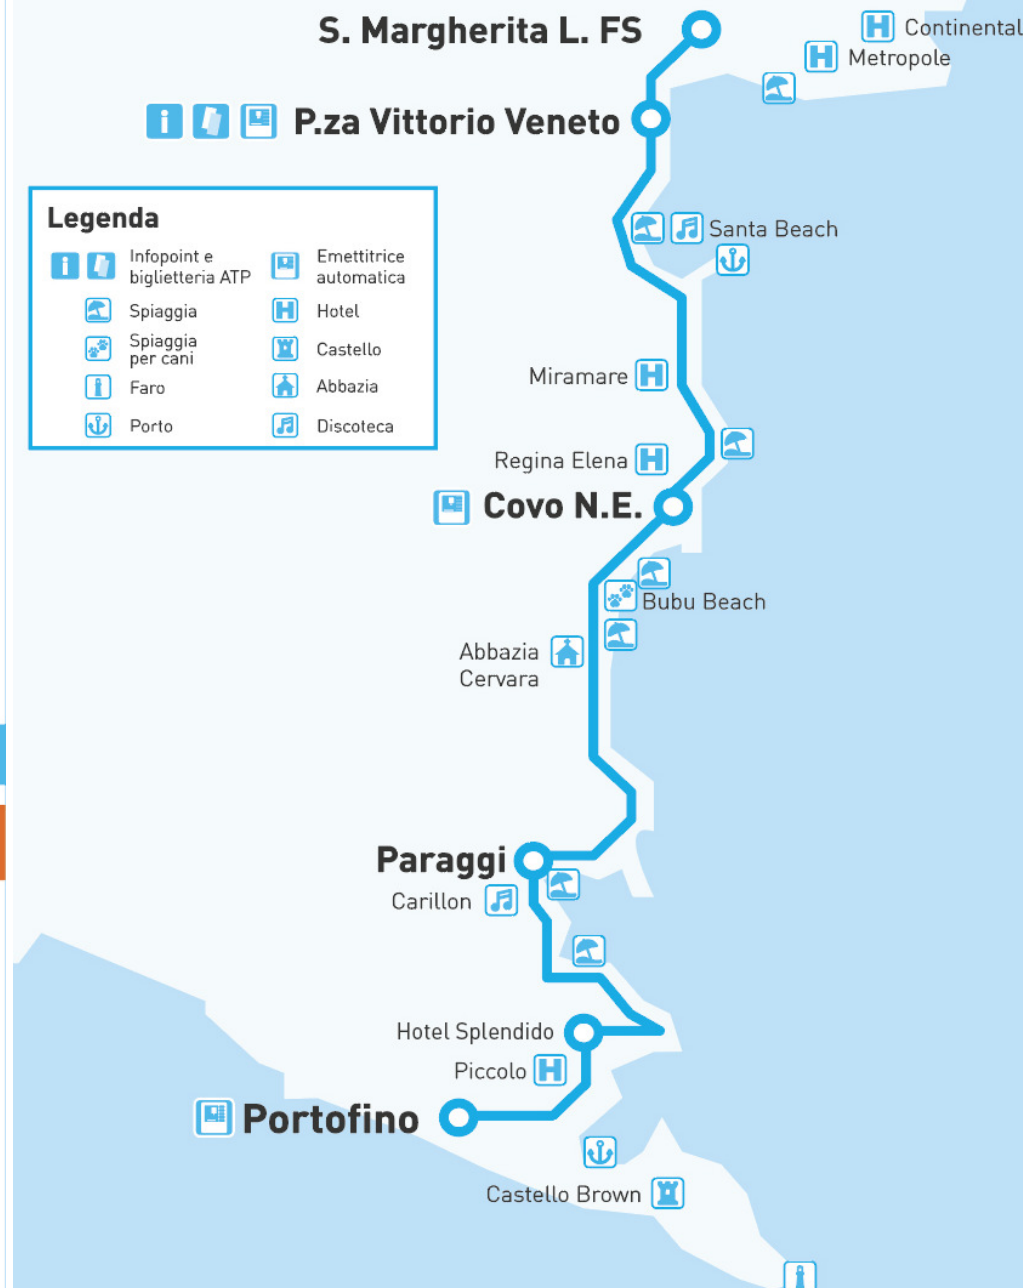 S. Margherita L. FS
Continental
Metropole
P.za Vittorio Veneto
Legenda
Infopoint e
biglietteria ATP
Emettitrice
automatica
Spiaggia
Hotel
Spiaggia
per cani
Castello
Faro
Abbazia
Porto
Discoteca
Santa Beach
Miramare
Regina Elena
Covo N.E.
Bubu Beach
Abbazia
Cervara
Paraggi
Carillon
Hotel Splendido
Piccolo
Portofino
Castello Brown